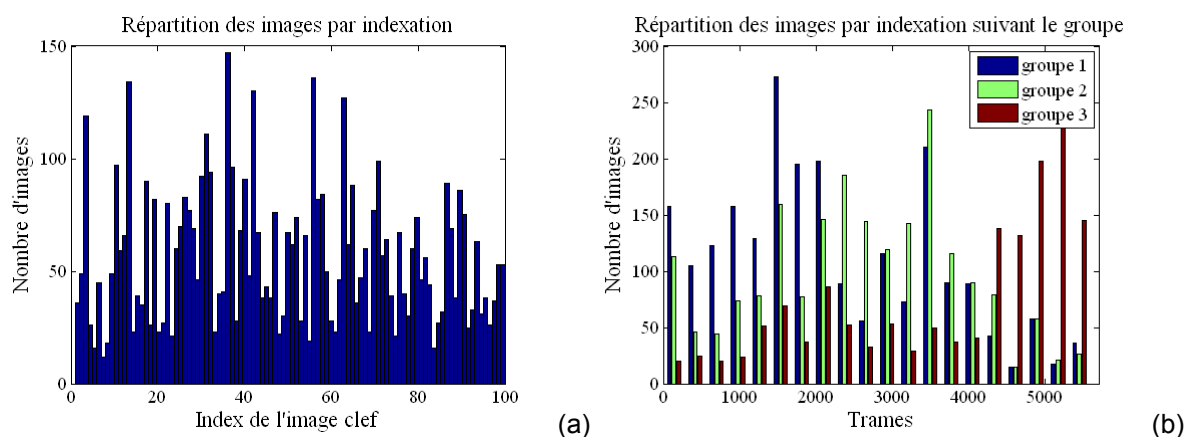 Répartition des images par indexation
150
100
50
0
Nombre d'images
0 20 40 60 80 100
Index de l'image clef
(a)
Répartition des images par indexation suivant le groupe
300
250
200
150
100
50
0
Nombre d'images
groupe 1
groupe 2
groupe 3
0 1000 2000 3000 4000 5000
Trames
(b)